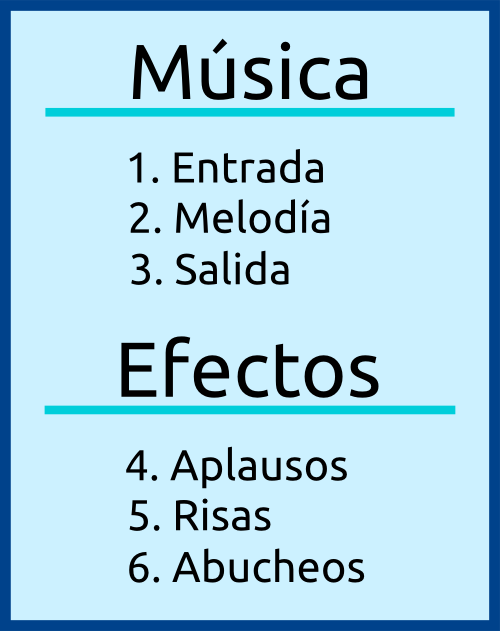 Música
1. Entrada
2. Melodía
3. Salida
Efectos
4. Aplausos
5. Risas
6. Abucheos